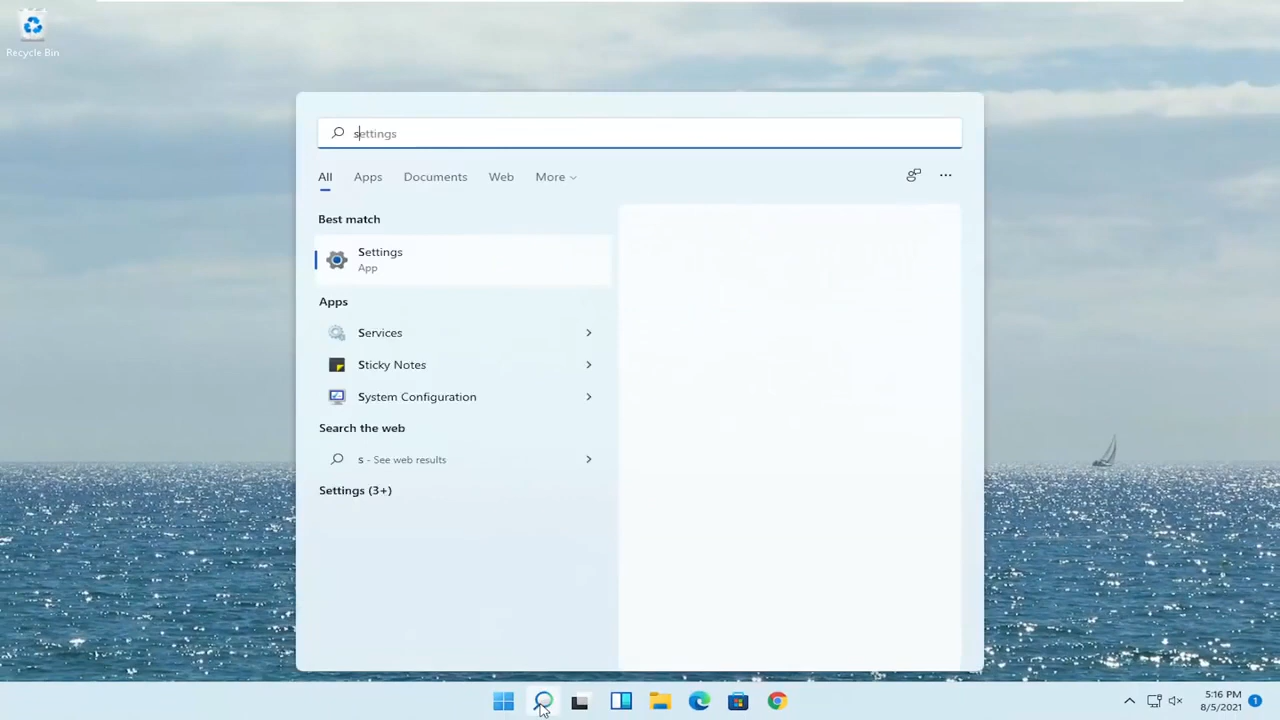 Recycle Bin
settings
All Apps Documents Web More
Best match
Settings
App
Apps
Services
Sticky Notes
System Configuration
Search the web
s - See web results
Settings (3+)
5:16 PM
8/5/2021
1